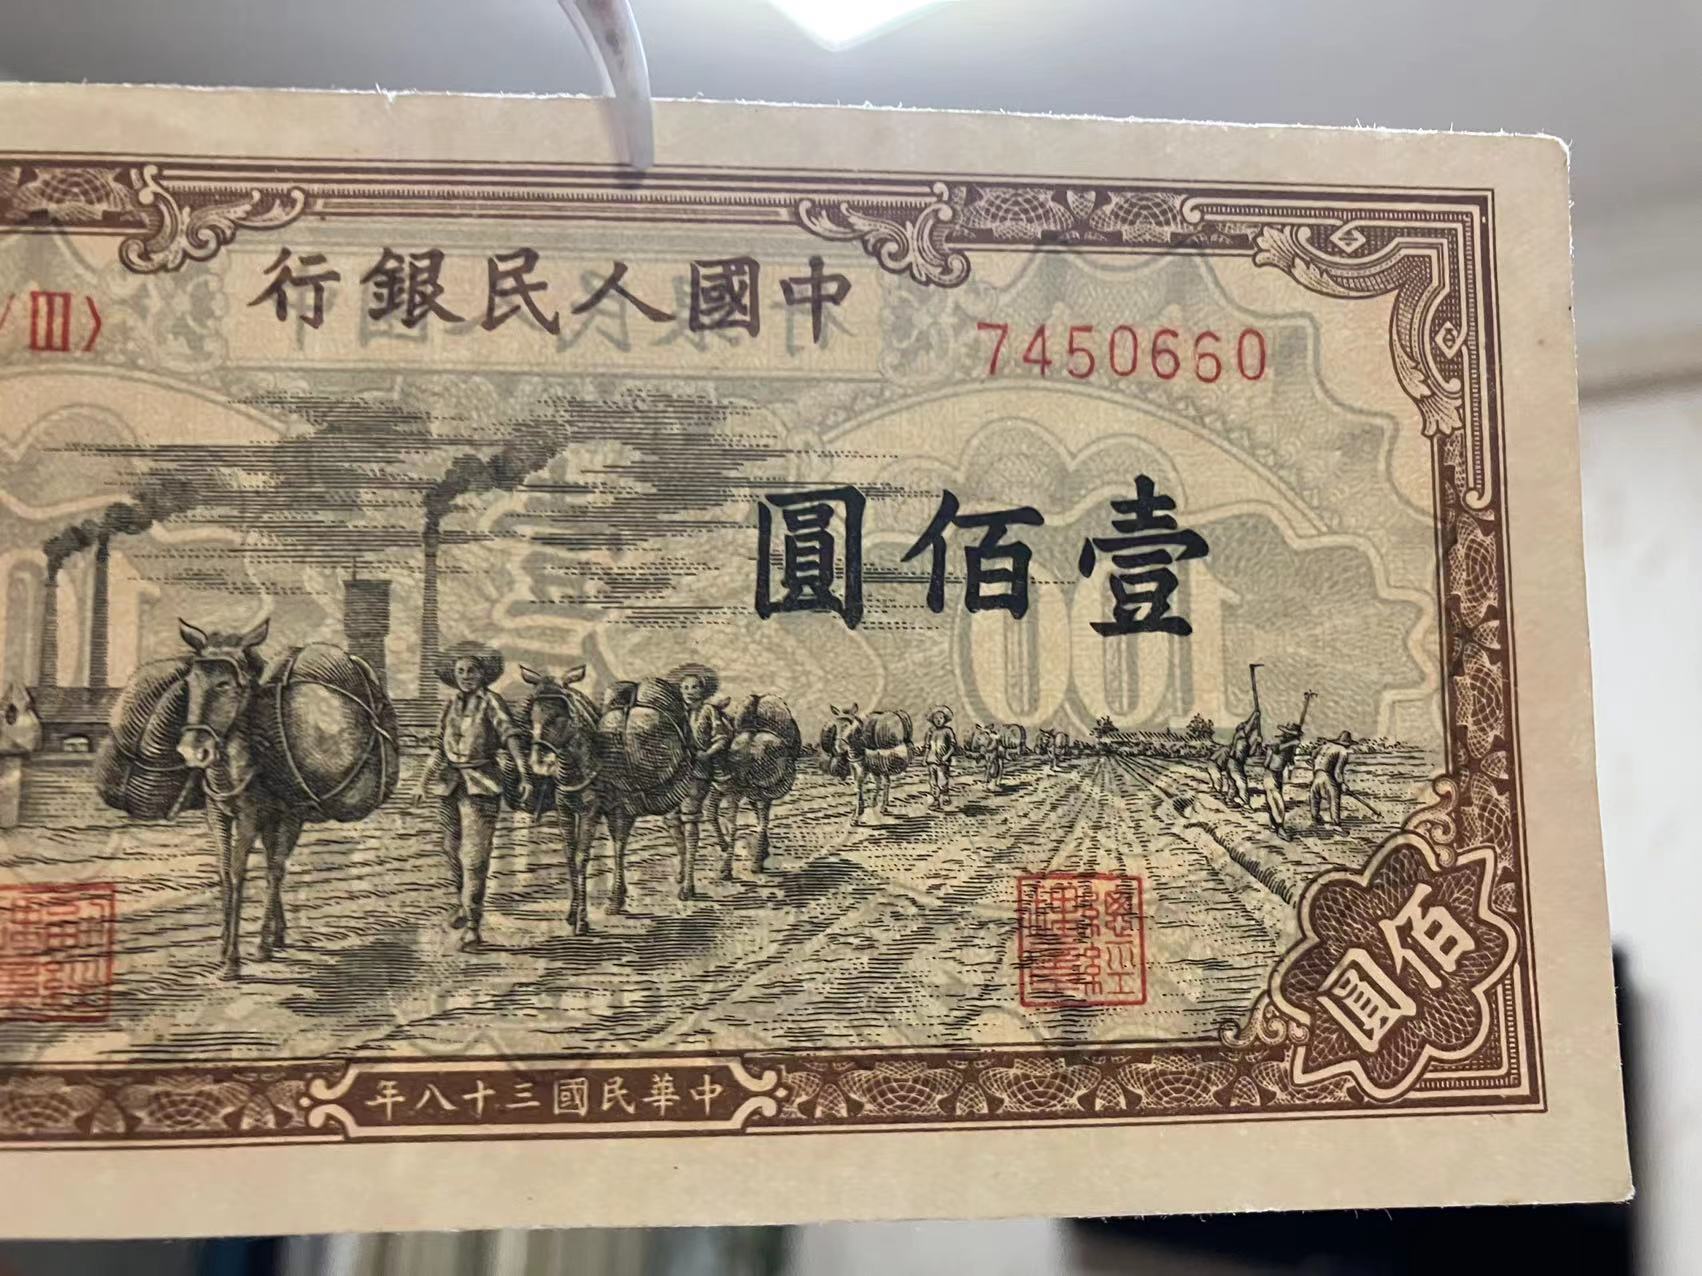 Ⅲ〉
行銀民人國中
7450660
圓佰壹
佰圓
年八十三國民華中